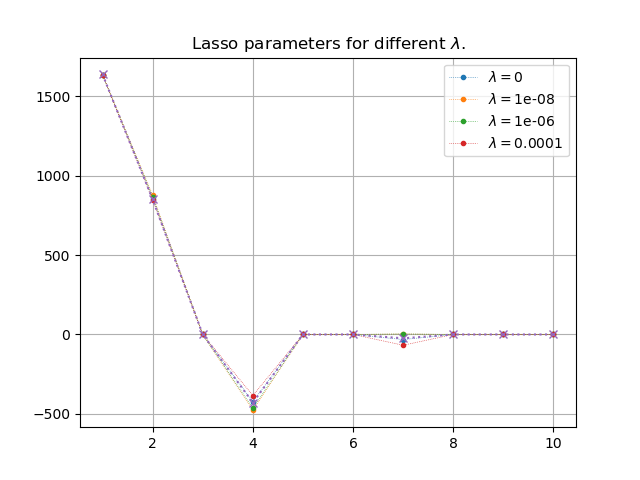 Lasso parameters for different λ.
λ = 0
λ = 1e-08
λ = 1e-06
λ = 0.0001
1500
1000
500
0
−500
2 4 6 8 10